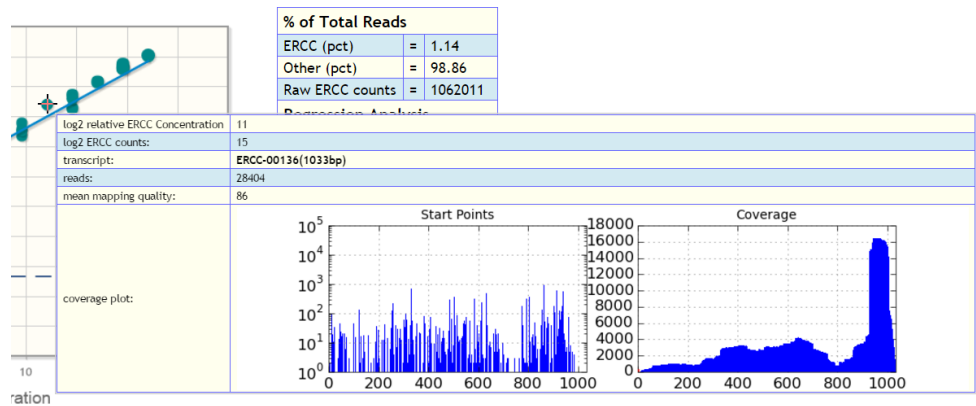 % of Total Reads
ERCC (pct) = 1.14
Other (pct) = 98.86
Raw ERCC counts = 1062011
Regression Analysis
log2 relative ERCC Concentration 11
log2 ERCC counts: 15
transcript: ERCC-00136(1033bp)
reads: 28404
mean mapping quality: 86
coverage plot:
Start Points
10^5
10^4
10^3
10^2
10^1
10^0
0 200 400 600 800 1000
Coverage
18000
16000
14000
12000
10000
8000
6000
4000
2000
0
0 200 400 600 800 1000
10
ration